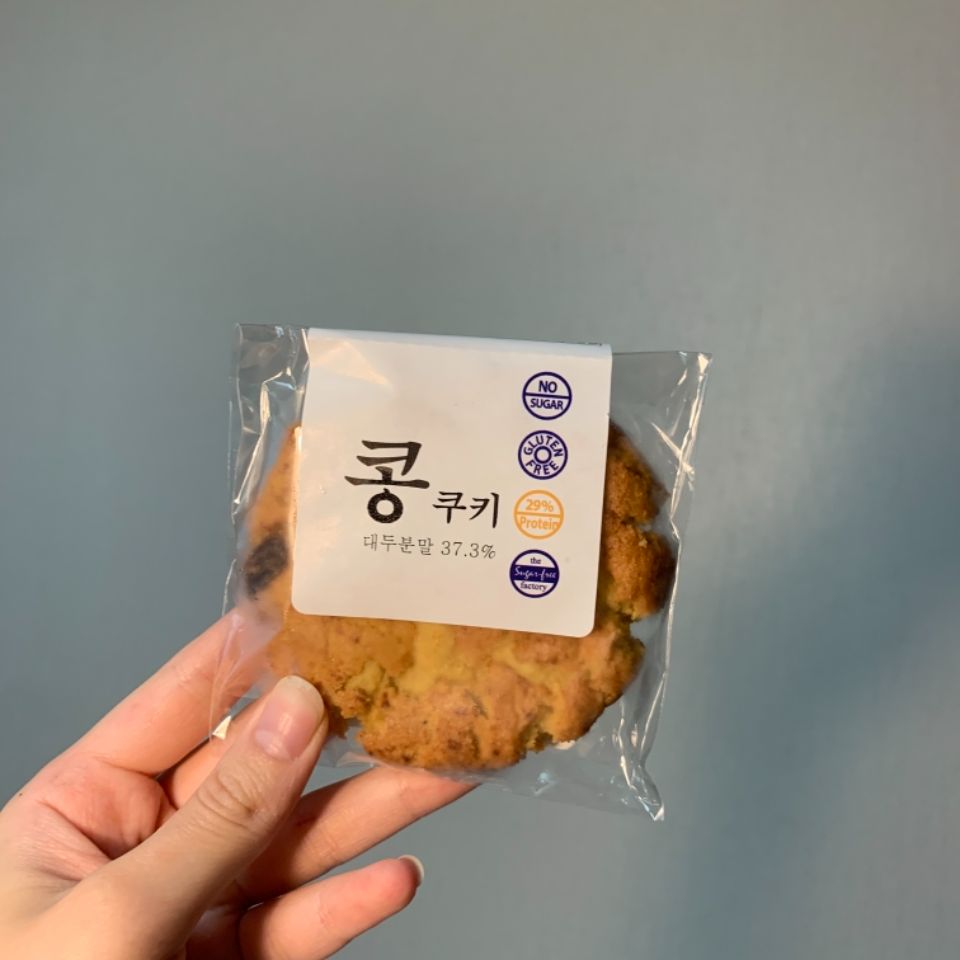 콩 쿠키
대두분말 37.3%
NO
SUGAR
GLUTEN
FREE
29%
Protein
the
Sugar-free
factory